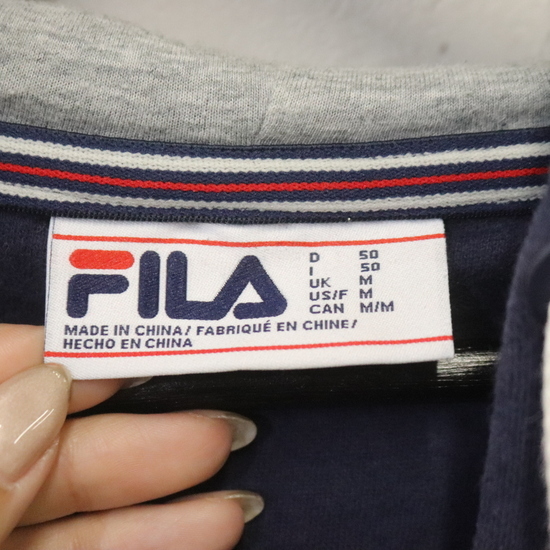 FILA
D 50
I 50
UK M
US/F M
CAN M/M
MADE IN CHINA/ FABRIQUÉ EN CHINE/
HECHO EN CHINA